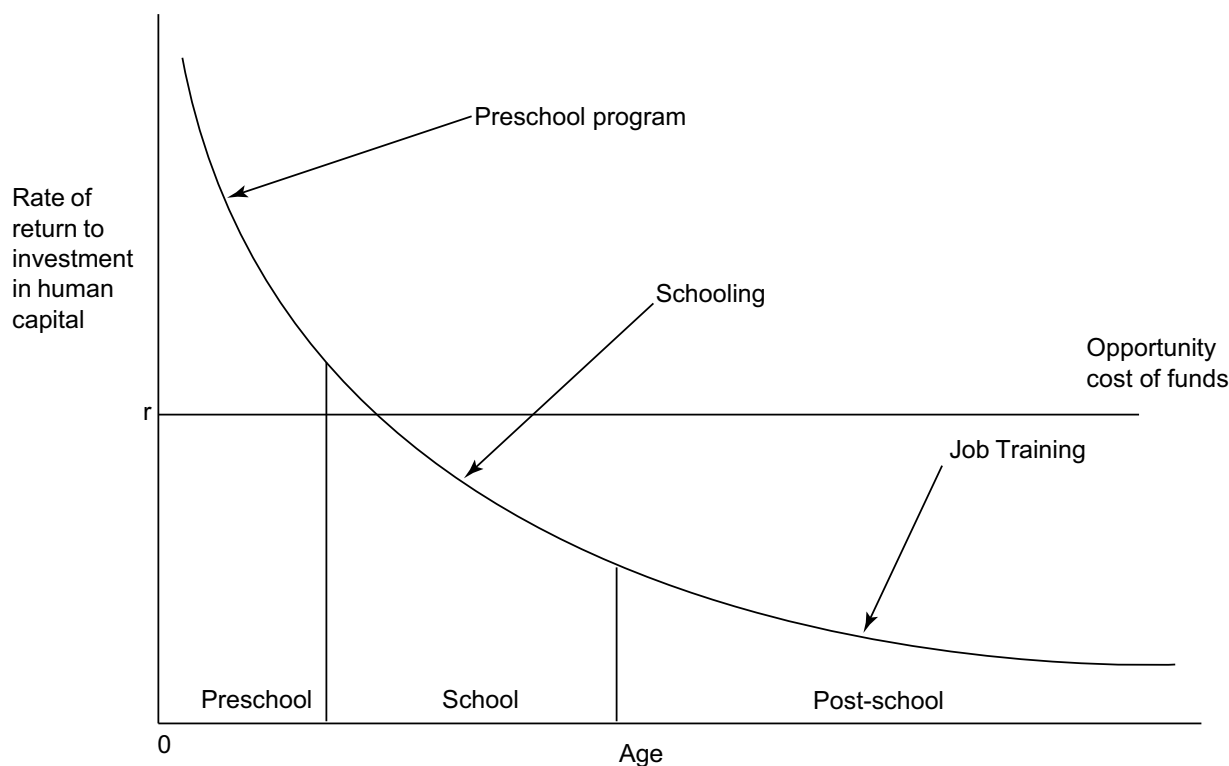 Preschool program
Rate of
return to
investment
in human
capital
Schooling
Opportunity
cost of funds
r
Job Training
Preschool
School
Post-school
0
Age